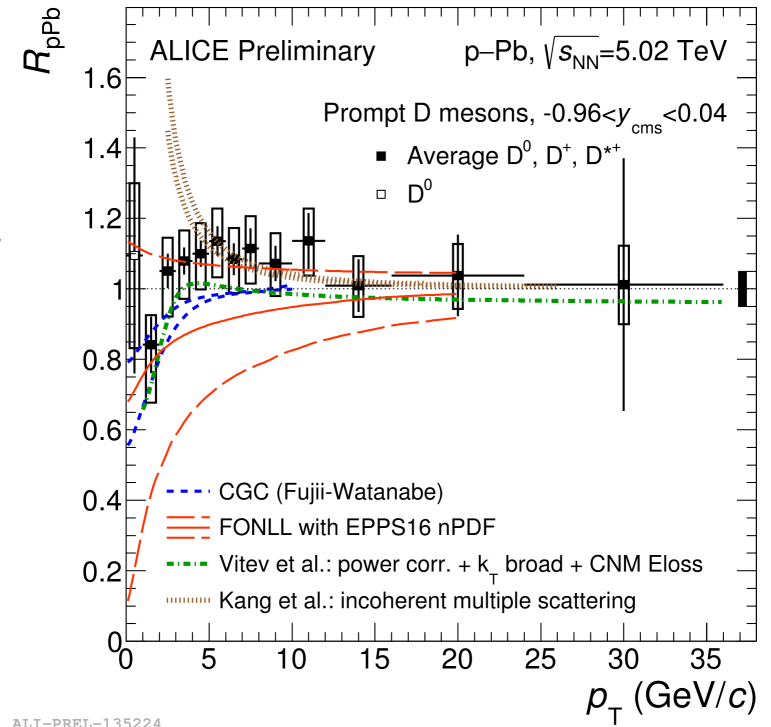 R_pPb
ALICE Preliminary
p–Pb, √s_NN=5.02 TeV
Prompt D mesons, -0.96<y_cms<0.04
Average D⁰, D⁺, D*⁺
D⁰
1.6
1.4
1.2
1
0.8
0.6
0.4
0.2
0
CGC (Fujii-Watanabe)
FONLL with EPPS16 nPDF
Vitev et al.: power corr. + k_T broad + CNM Eloss
Kang et al.: incoherent multiple scattering
0 5 10 15 20 25 30 35
p_T (GeV/c)
ALI-PREL-135224